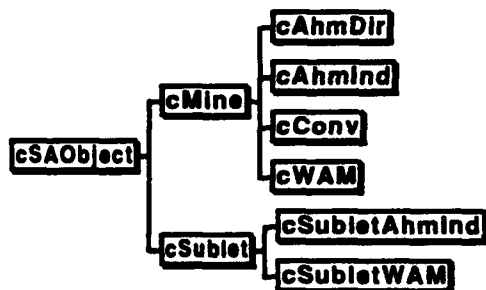 cAhmDir
cMine
cAhmInd
cConv
cSAObject
cWAM
cSublet
cSubletAhmInd
cSubletWAM